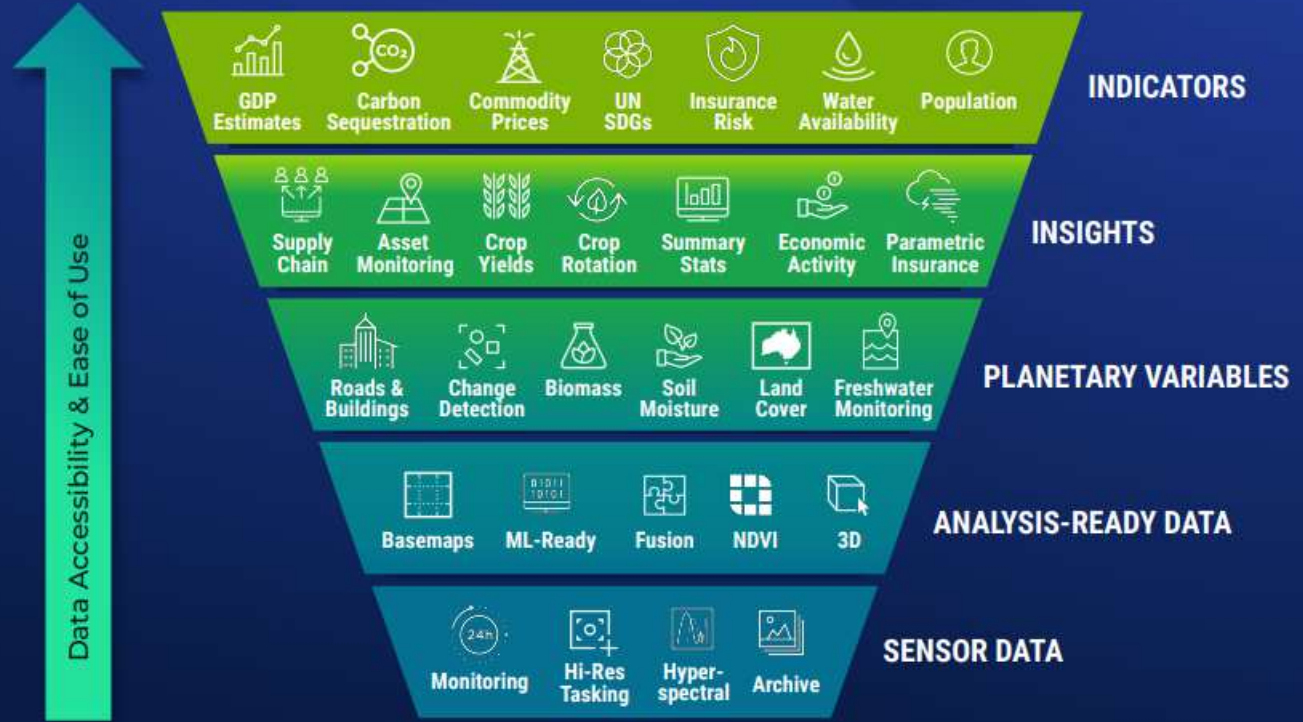 CO₂
GDP
Estimates
Carbon
Sequestration
Commodity
Prices
UN
SDGs
Insurance
Risk
Water
Availability
Population
INDICATORS
Supply
Chain
Asset
Monitoring
Crop
Yields
Crop
Rotation
Summary
Stats
Economic
Activity
Parametric
Insurance
INSIGHTS
Roads &
Buildings
Change
Detection
Biomass
Soil
Moisture
Land
Cover
Freshwater
Monitoring
PLANETARY VARIABLES
01011
10101
Basemaps
ML-Ready
Fusion
NDVI
3D
ANALYSIS-READY DATA
24h
Monitoring
Hi-Res
Tasking
Hyper-
spectral
Archive
SENSOR DATA
Data Accessibility & Ease of Use